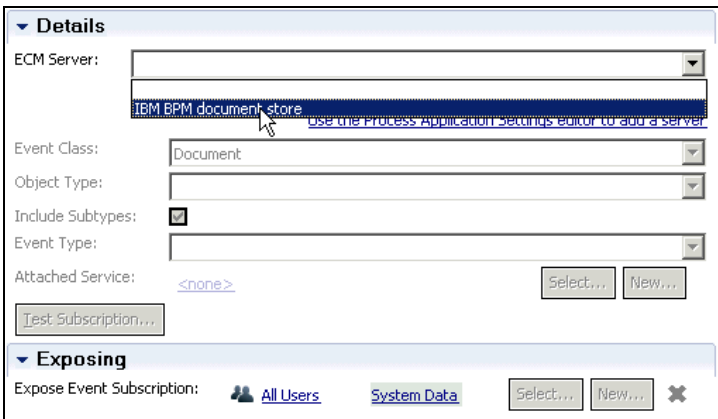 Details
ECM Server:
IBM BPM document store
Use the Process Application Settings editor to add a server
Event Class: Document
Object Type:
Include Subtypes:
Event Type:
Attached Service: <none> Select... New...
Test Subscription...
Exposing
Expose Event Subscription: All Users System Data Select... New...